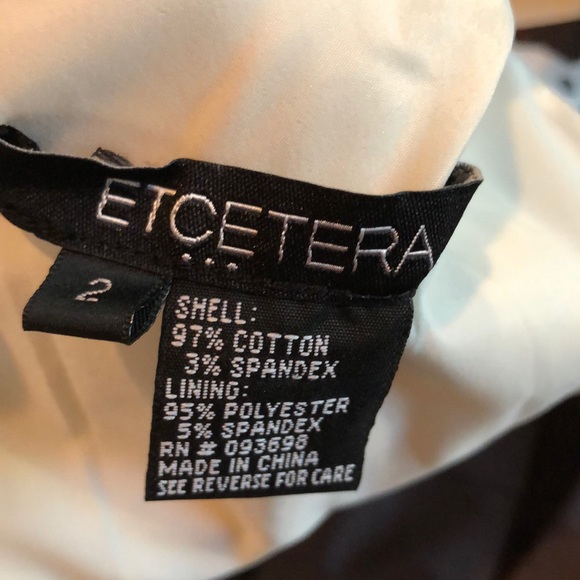 ETCETERA
...
2
SHELL:
97% COTTON
3% SPANDEX
LINING:
95% POLYESTER
5% SPANDEX
RN # 093698
MADE IN CHINA
SEE REVERSE FOR CARE